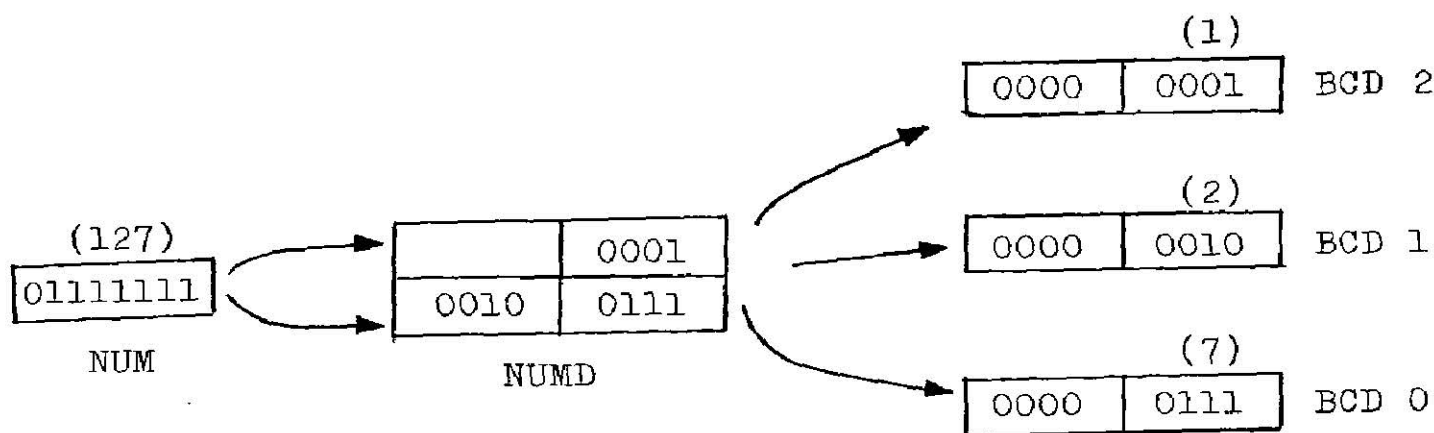 (1)
0000 0001 BCD 2
(2)
(127)
0001
0000 0010 BCD 1
01111111
0010 0111
NUM
NUMD
(7)
0000 0111 BCD 0